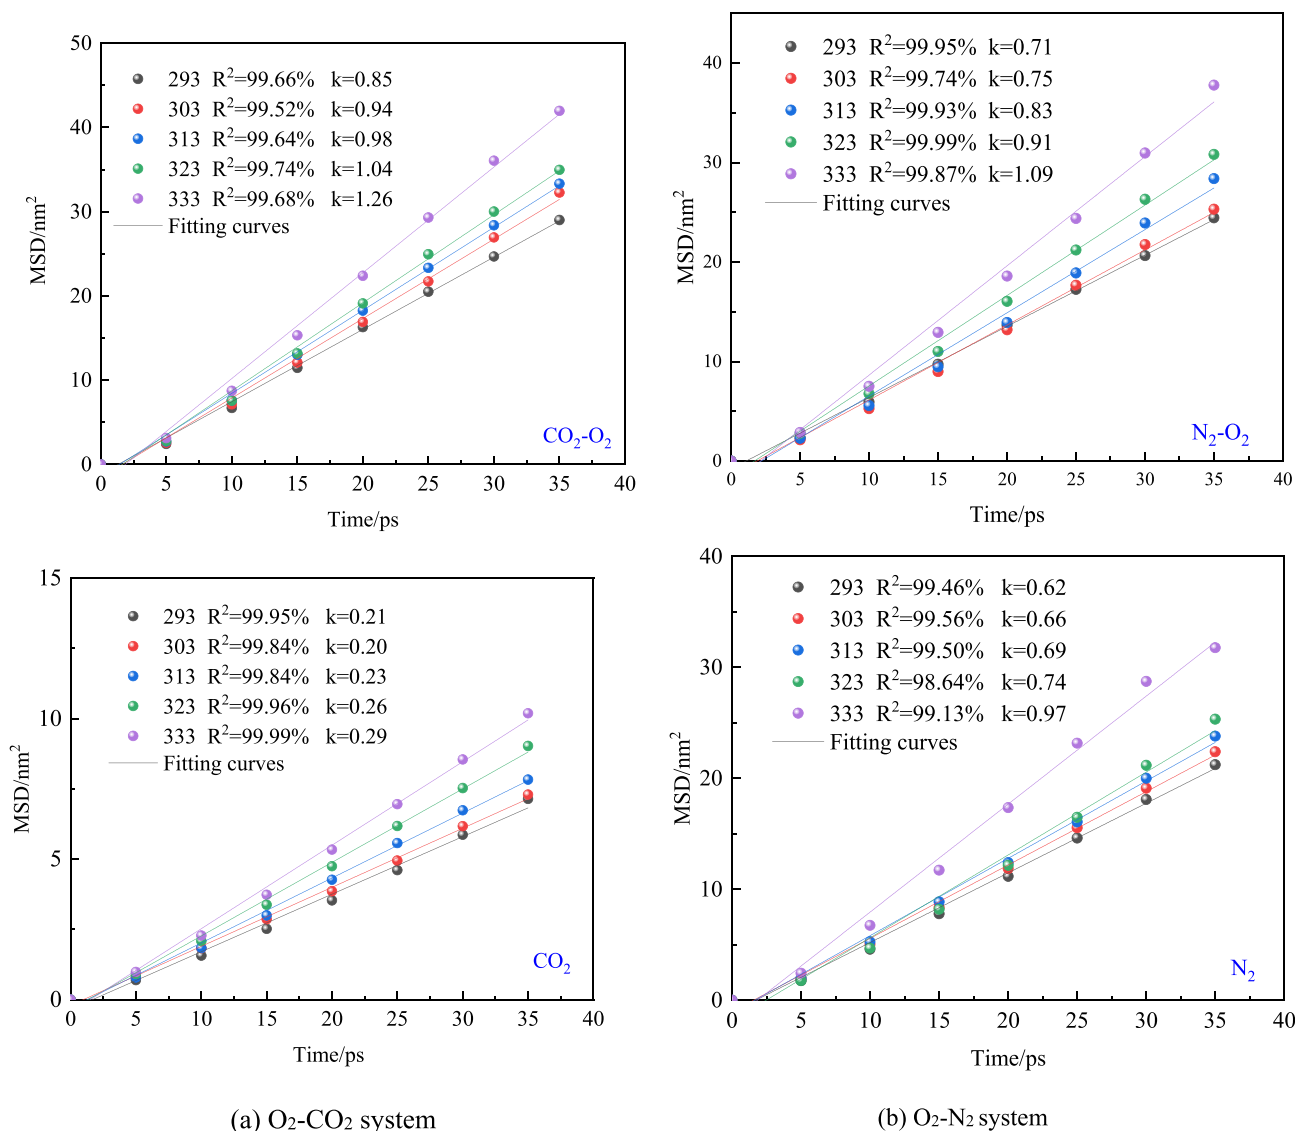 50
40
30
20
10
0
MSD/nm²
293 R²=99.66% k=0.85
303 R²=99.52% k=0.94
313 R²=99.64% k=0.98
323 R²=99.74% k=1.04
333 R²=99.68% k=1.26
Fitting curves
CO₂-O₂
0 5 10 15 20 25 30 35 40
Time/ps
40
30
20
10
0
MSD/nm²
293 R²=99.95% k=0.71
303 R²=99.74% k=0.75
313 R²=99.93% k=0.83
323 R²=99.99% k=0.91
333 R²=99.87% k=1.09
Fitting curves
N₂-O₂
0 5 10 15 20 25 30 35 40
Time/ps
15
10
5
0
MSD/nm²
293 R²=99.95% k=0.21
303 R²=99.84% k=0.20
313 R²=99.84% k=0.23
323 R²=99.96% k=0.26
333 R²=99.99% k=0.29
Fitting curves
CO₂
0 5 10 15 20 25 30 35 40
Time/ps
40
30
20
10
0
MSD/nm²
293 R²=99.46% k=0.62
303 R²=99.56% k=0.66
313 R²=99.50% k=0.69
323 R²=98.64% k=0.74
333 R²=99.13% k=0.97
Fitting curves
N₂
0 5 10 15 20 25 30 35 40
Time/ps
(a) O₂-CO₂ system
(b) O₂-N₂ system